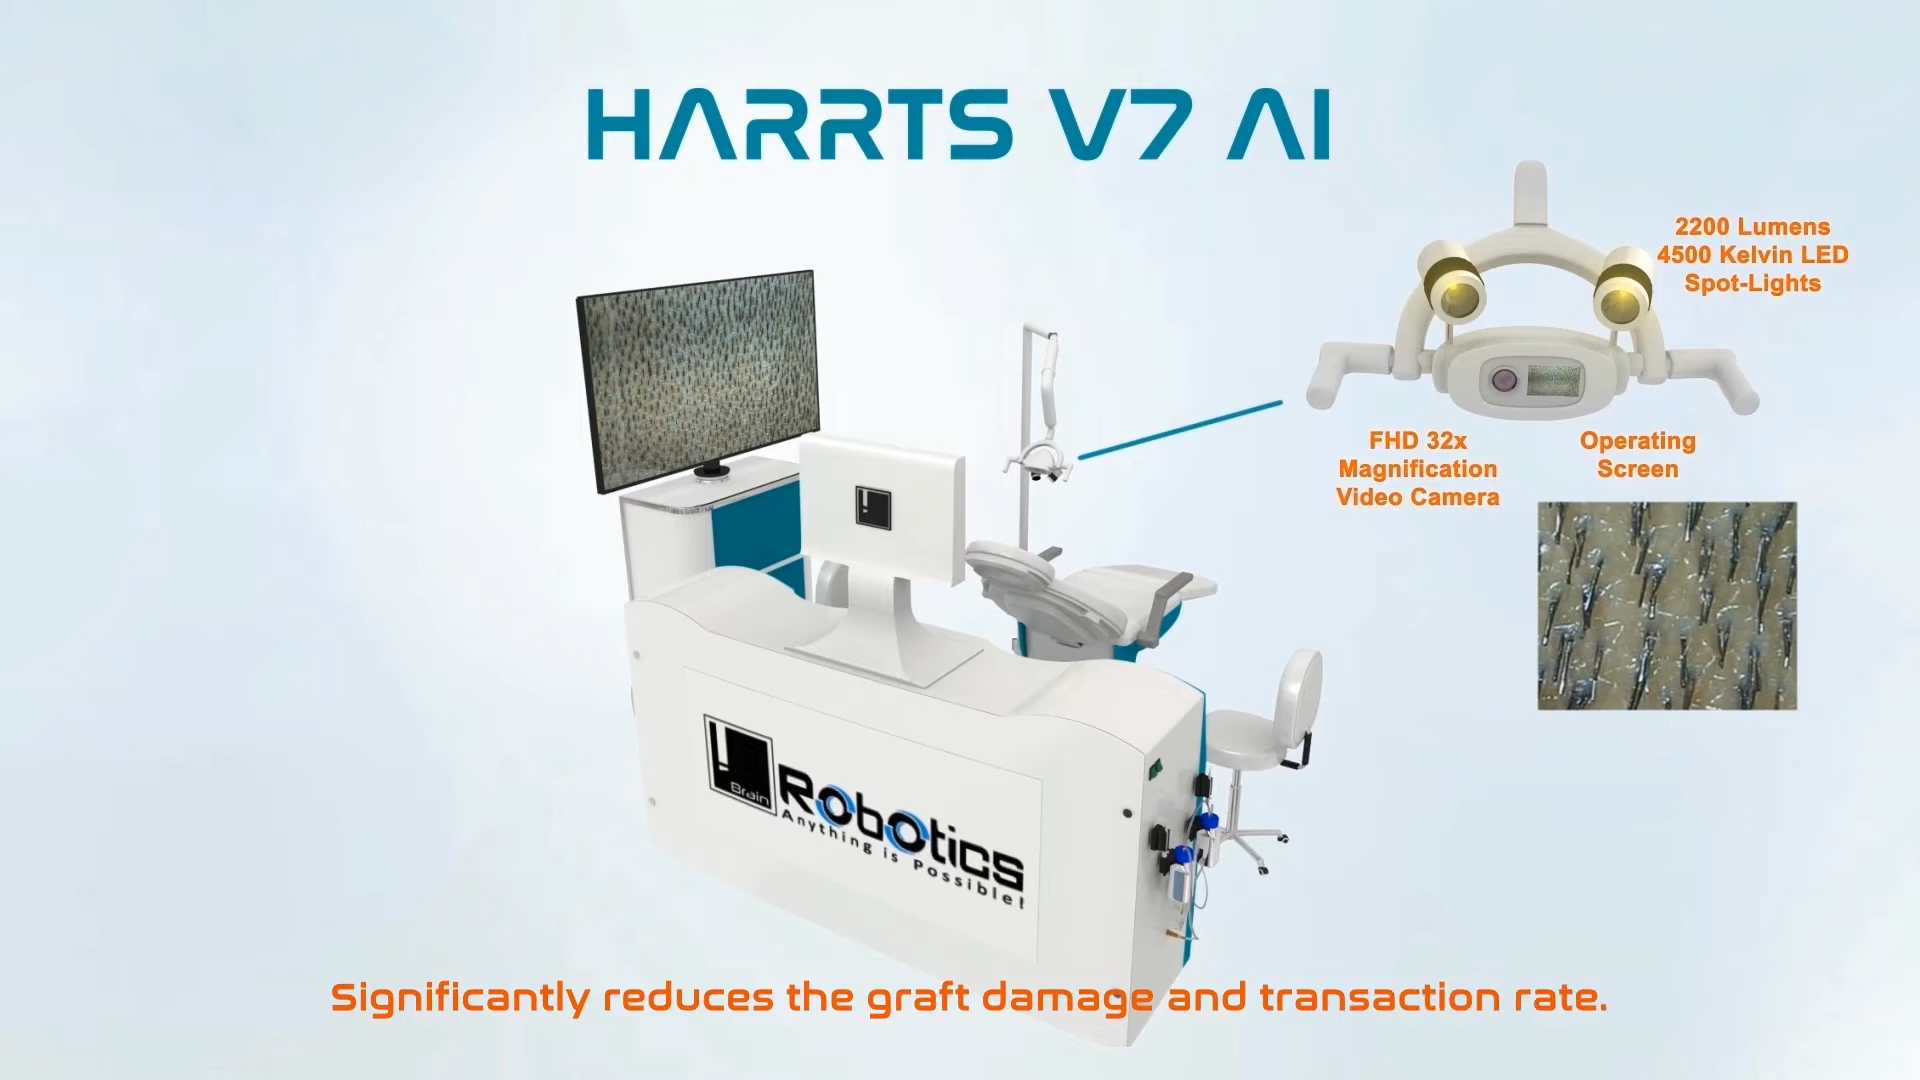 HARRTS V7 AI
2200 Lumens
4500 Kelvin LED
Spot-Lights
FHD 32x
Magnification
Video Camera
Operating
Screen
Brain
Robotics
Anything is Possible!
Significantly reduces the graft damage and transaction rate.